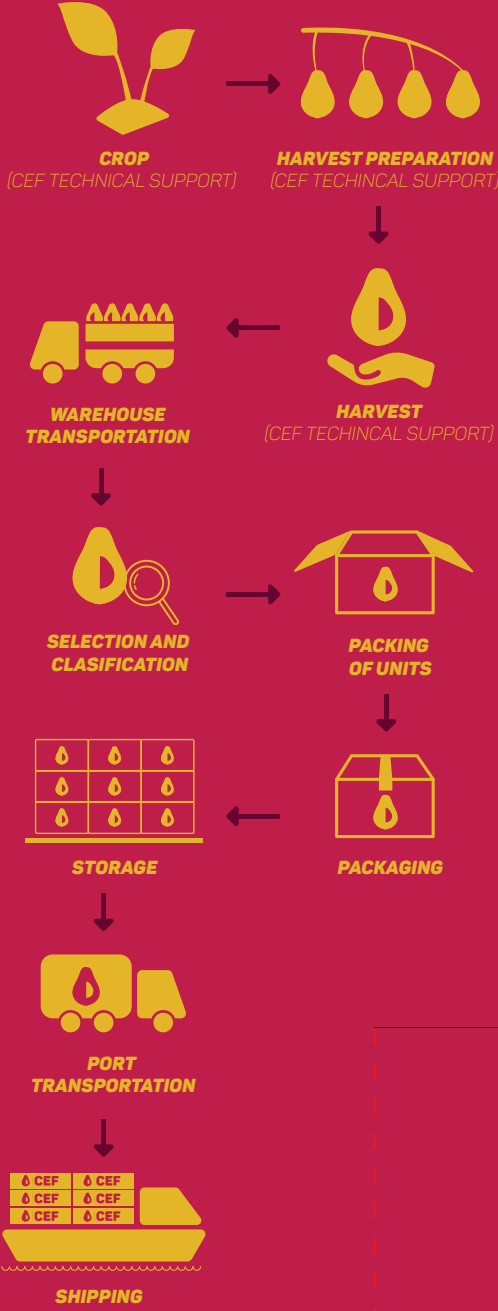 CROP
(CEF TECHNICAL SUPPORT)
HARVEST PREPARATION
(CEF TECHINCAL SUPPORT)
HARVEST
(CEF TECHINCAL SUPPORT)
WAREHOUSE
TRANSPORTATION
SELECTION AND
CLASIFICATION
PACKING
OF UNITS
PACKAGING
STORAGE
PORT
TRANSPORTATION
CEF CEF
CEF CEF
CEF CEF
SHIPPING